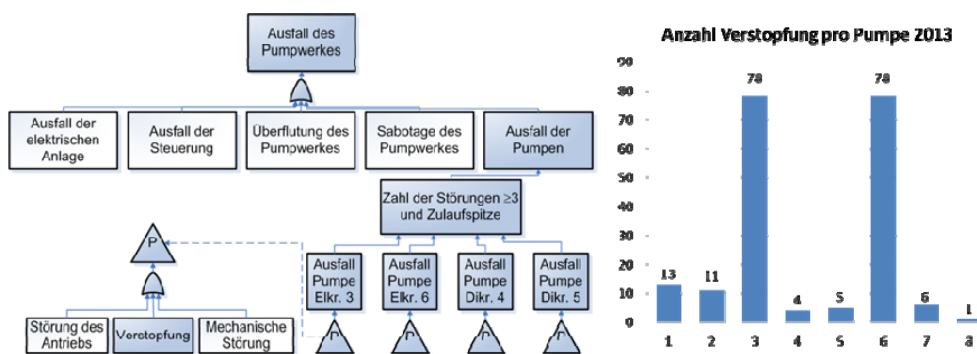 Ausfall des
Pumpwerkes
Ausfall der
elektrischen
Anlage
Ausfall der
Steuerung
Überflutung des
Pumpwerkes
Sabotage des
Pumpwerkes
Ausfall der
Pumpen
Zahl der Störungen ≥3
und Zulaufspitze
P
Ausfall
Pumpe
Elkr. 3
Ausfall
Pumpe
Elkr. 6
Ausfall
Pumpe
Dikr. 4
Ausfall
Pumpe
Dikr. 5
Störung des
Antriebs
Verstopfung
Mechanische
Störung
Anzahl Verstopfung pro Pumpe 2013
90
80
70
60
50
40
30
20
10
0
13
11
78
4
5
78
6
1
1 2 3 4 5 6 7 8